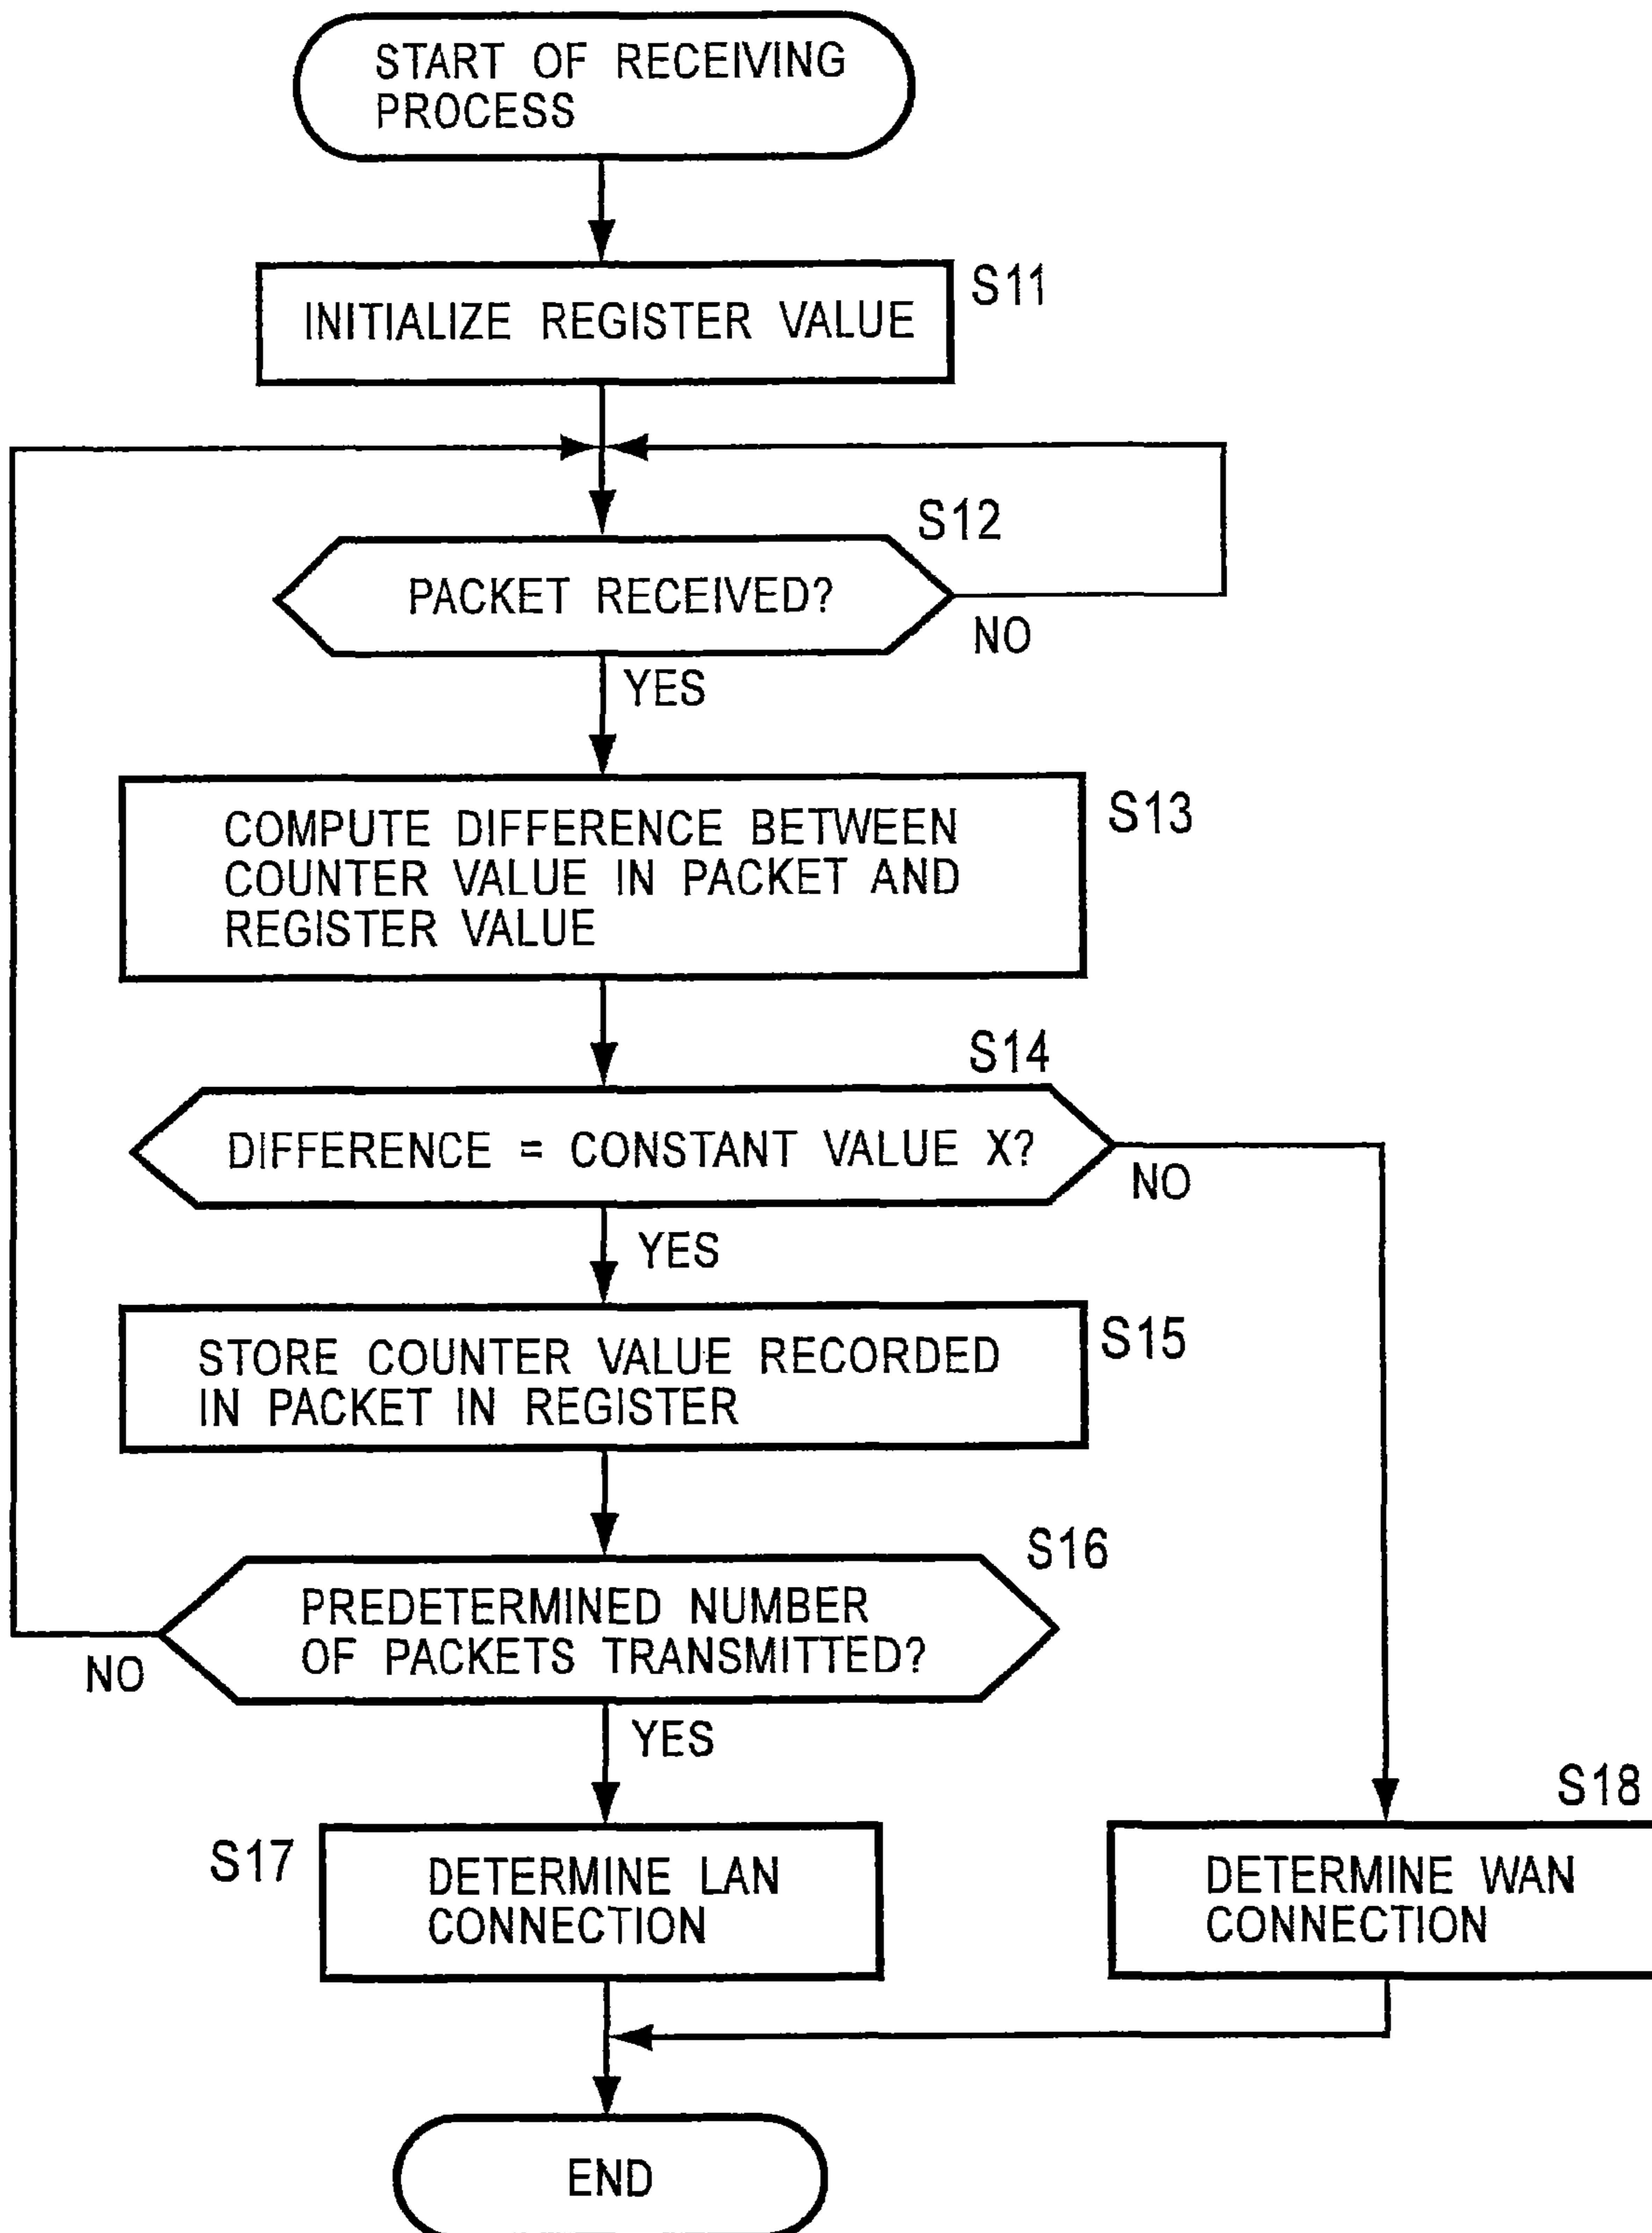 START OF RECEIVING
PROCESS
S11
INITIALIZE REGISTER VALUE
S12
PACKET RECEIVED?
NO
YES
S13
COMPUTE DIFFERENCE BETWEEN
COUNTER VALUE IN PACKET AND
REGISTER VALUE
S14
DIFFERENCE = CONSTANT VALUE X?
NO
YES
S15
STORE COUNTER VALUE RECORDED
IN PACKET IN REGISTER
S16
PREDETERMINED NUMBER
OF PACKETS TRANSMITTED?
NO
YES
S17
DETERMINE LAN
CONNECTION
S18
DETERMINE WAN
CONNECTION
END